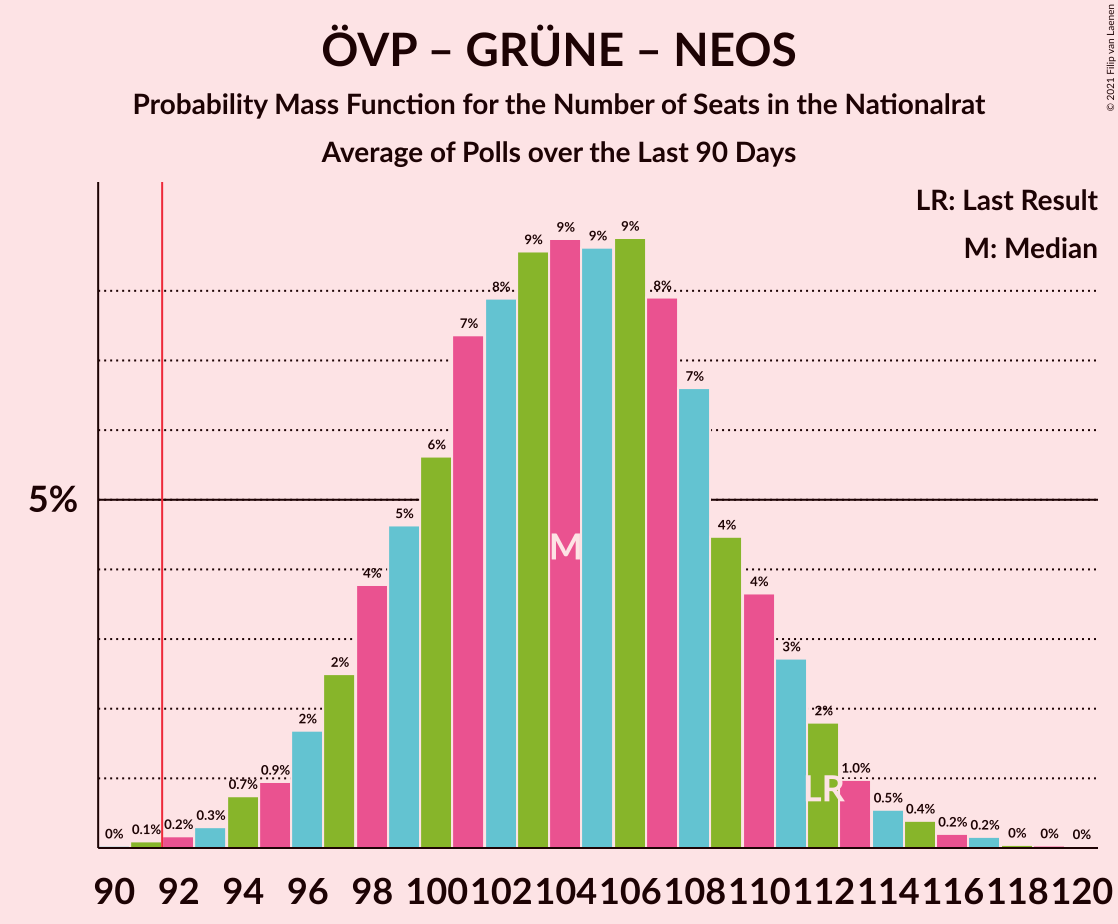 ÖVP – GRÜNE – NEOS
Probability Mass Function for the Number of Seats in the Nationalrat
Average of Polls over the Last 90 Days
© 2021 Filip van Laenen
LR: Last Result
M: Median
5%
0% 0.1% 0.2% 0.3% 0.7% 0.9% 2% 2% 4% 5% 6% 7% 8% 9% 9% 9% 9% 8% 7% 4% 4% 3% 2% 1.0% 0.5% 0.4% 0.2% 0.2% 0% 0% 0%
M
LR
90 92 94 96 98 100 102 104 106 108 110 112 114 116 118 120